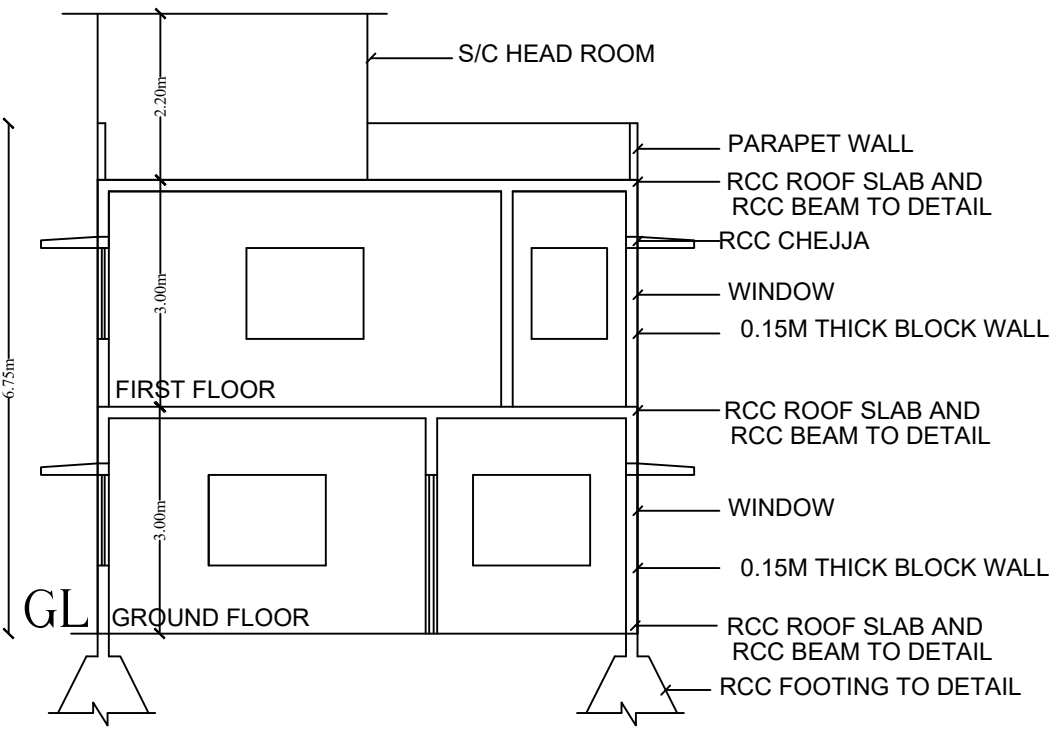 S/C HEAD ROOM
2.20m
PARAPET WALL
RCC ROOF SLAB AND
RCC BEAM TO DETAIL
RCC CHEJJA
3.00m
WINDOW
0.15M THICK BLOCK WALL
6.75m
FIRST FLOOR
RCC ROOF SLAB AND
RCC BEAM TO DETAIL
3.00m
WINDOW
0.15M THICK BLOCK WALL
GL
GROUND FLOOR
RCC ROOF SLAB AND
RCC BEAM TO DETAIL
RCC FOOTING TO DETAIL